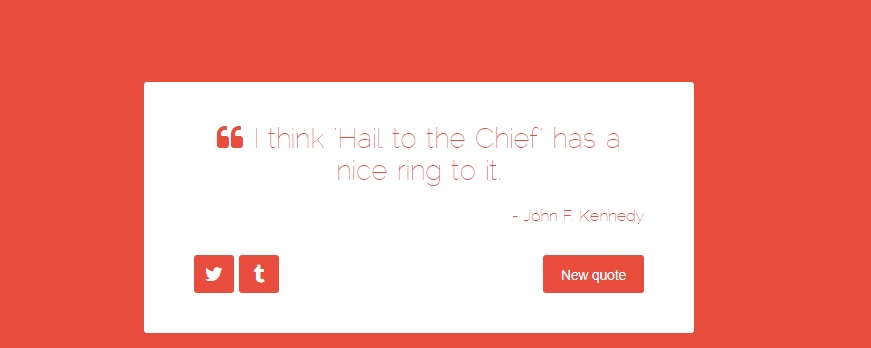 “ I think 'Hail to the Chief' has a
nice ring to it.
- John F. Kennedy
New quote